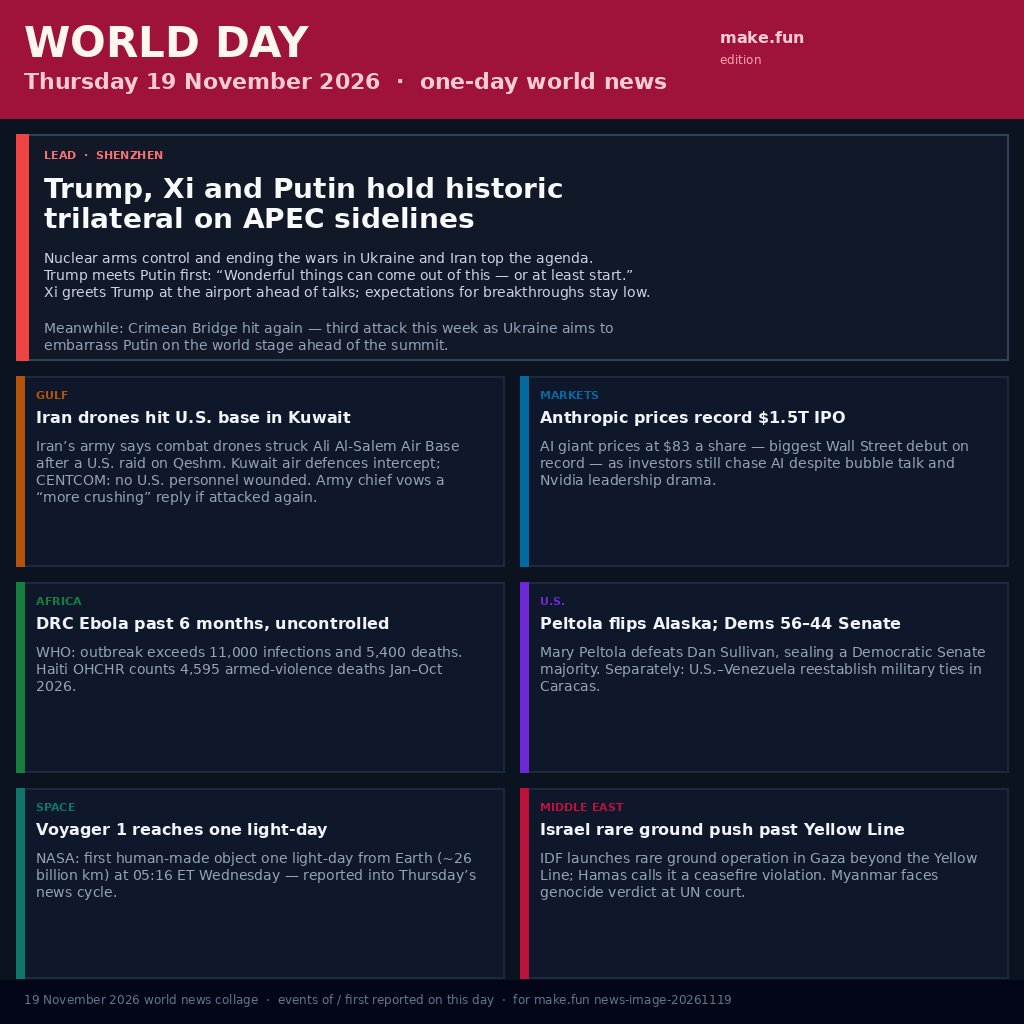 WORLD DAY
Thursday 19 November 2026 · one-day world news
make.fun
edition
LEAD · SHENZHEN
Trump, Xi and Putin hold historic
trilateral on APEC sidelines
Nuclear arms control and ending the wars in Ukraine and Iran top the agenda.
Trump meets Putin first: “Wonderful things can come out of this — or at least start.”
Xi greets Trump at the airport ahead of talks; expectations for breakthroughs stay low.
Meanwhile: Crimean Bridge hit again — third attack this week as Ukraine aims to
embarrass Putin on the world stage ahead of the summit.
GULF
Iran drones hit U.S. base in Kuwait
Iran’s army says combat drones struck Ali Al-Salem Air Base
after a U.S. raid on Qeshm. Kuwait air defences intercept;
CENTCOM: no U.S. personnel wounded. Army chief vows a
“more crushing” reply if attacked again.
MARKETS
Anthropic prices record $1.5T IPO
AI giant prices at $83 a share — biggest Wall Street debut on
record — as investors still chase AI despite bubble talk and
Nvidia leadership drama.
AFRICA
DRC Ebola past 6 months, uncontrolled
WHO: outbreak exceeds 11,000 infections and 5,400 deaths.
Haiti OHCHR counts 4,595 armed-violence deaths Jan–Oct
2026.
U.S.
Peltola flips Alaska; Dems 56–44 Senate
Mary Peltola defeats Dan Sullivan, sealing a Democratic Senate
majority. Separately: U.S.–Venezuela reestablish military ties in
Caracas.
SPACE
Voyager 1 reaches one light-day
NASA: first human-made object one light-day from Earth (~26
billion km) at 05:16 ET Wednesday — reported into Thursday’s
news cycle.
MIDDLE EAST
Israel rare ground push past Yellow Line
IDF launches rare ground operation in Gaza beyond the Yellow
Line; Hamas calls it a ceasefire violation. Myanmar faces
genocide verdict at UN court.
19 November 2026 world news collage · events of / first reported on this day · for make.fun news-image-20261119